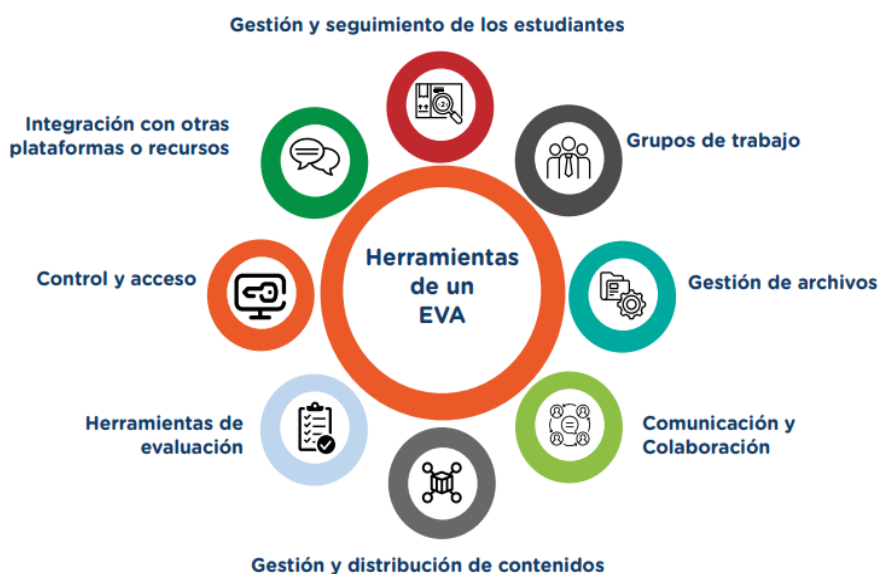 Gestión y seguimiento de los estudiantes
Integración con otras
plataformas o recursos
Grupos de trabajo
Control y acceso
Herramientas
de un
EVA
Gestión de archivos
Herramientas de
evaluación
Comunicación y
Colaboración
Gestión y distribución de contenidos